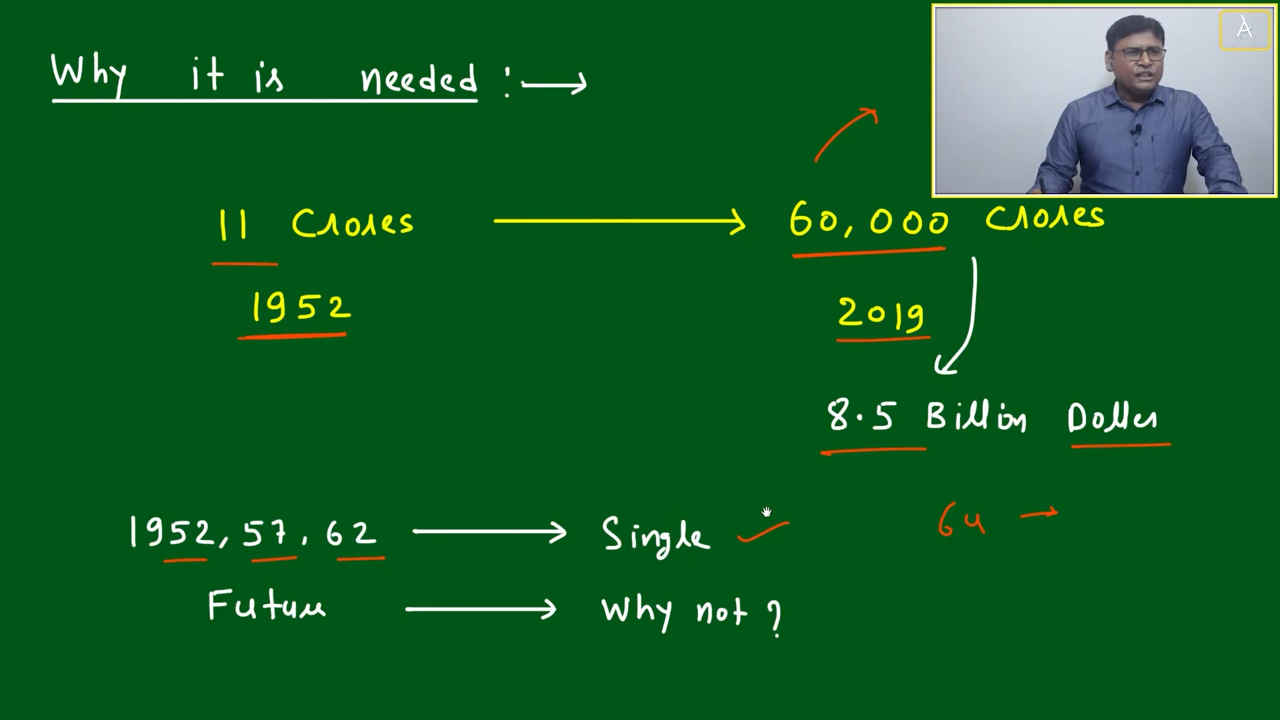 Why it is needed :→
11 Crores → 60,000 Crores
1952 2019
8.5 Billion Doller
1952, 57, 62 → Single ✓
64 →
Future → Why not ?
A